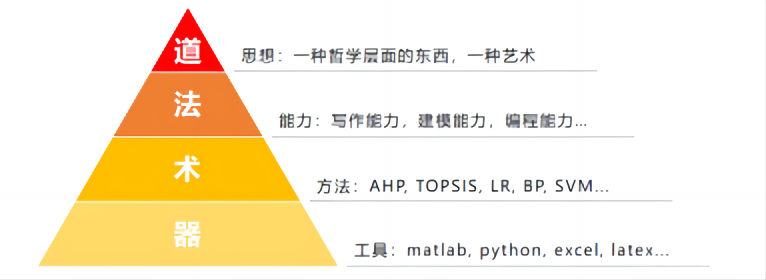 道
思想：一种哲学层面的东西，一种艺术
法
能力：写作能力，建模能力，编程能力...
术
方法：AHP, TOPSIS, LR, BP, SVM...
器
工具：matlab, python, excel, latex...